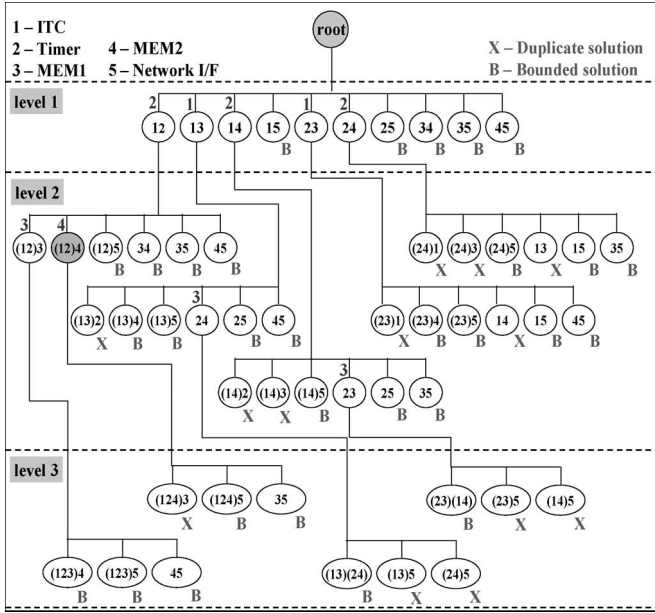 1 – ITC
2 – Timer 4 – MEM2
3 – MEM1 5 – Network I/F
root
X – Duplicate solution
B – Bounded solution
level 1
2 1 2 1 2
12 13 14 15 23 24 25 34 35 45
B B B B B
level 2
3 4
(12)3 (12)4 (12)5 34 35 45
B B B B
(24)1 (24)3 (24)5 13 15 35
X X B X B B
3
(13)2 (13)4 (13)5 24 25 45
X B B B B
(23)1 (23)4 (23)5 14 15 45
X B B X B B
3
(14)2 (14)3 (14)5 23 25 35
X X B B B
level 3
(124)3 (124)5 35
X B B
(23)(14) (23)5 (14)5
B X X
(123)4 (123)5 45
B B B
(13)(24) (13)5 (24)5
B X X